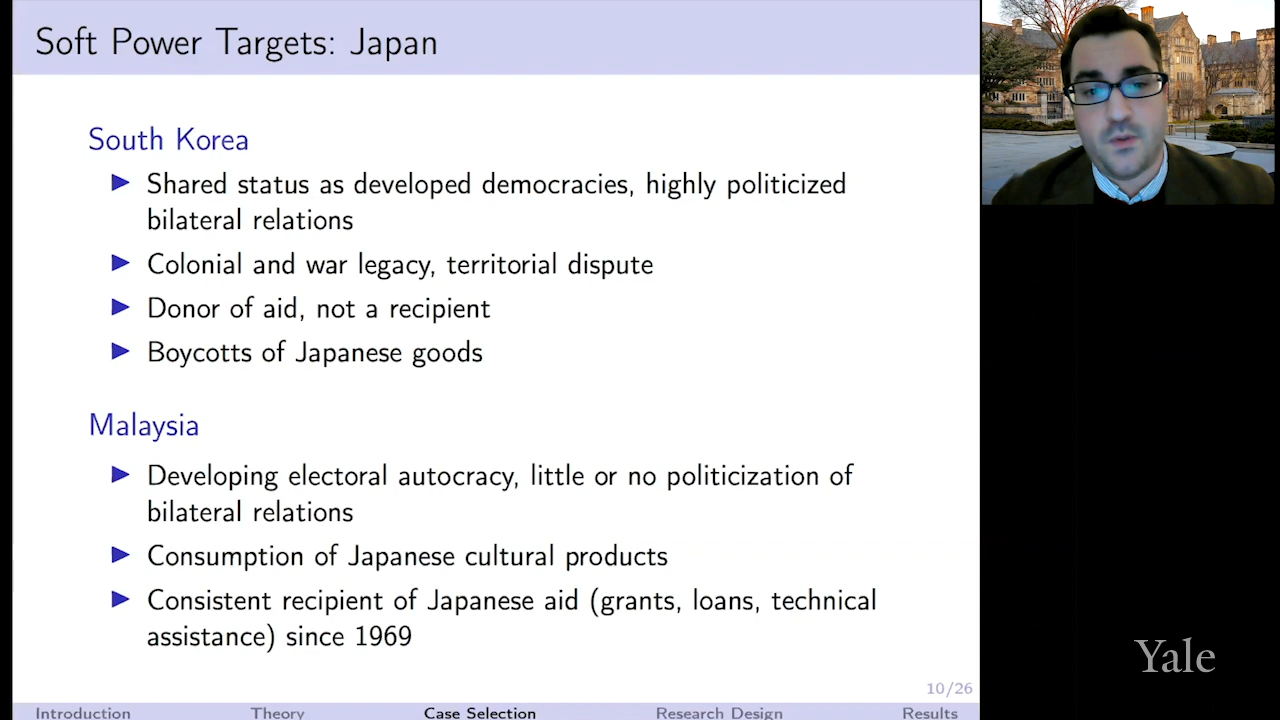 Soft Power Targets: Japan
South Korea
Shared status as developed democracies, highly politicized
bilateral relations
Colonial and war legacy, territorial dispute
Donor of aid, not a recipient
Boycotts of Japanese goods
Malaysia
Developing electoral autocracy, little or no politicization of
bilateral relations
Consumption of Japanese cultural products
Consistent recipient of Japanese aid (grants, loans, technical
assistance) since 1969
Yale
10/26
Introduction Theory Case Selection Research Design Results